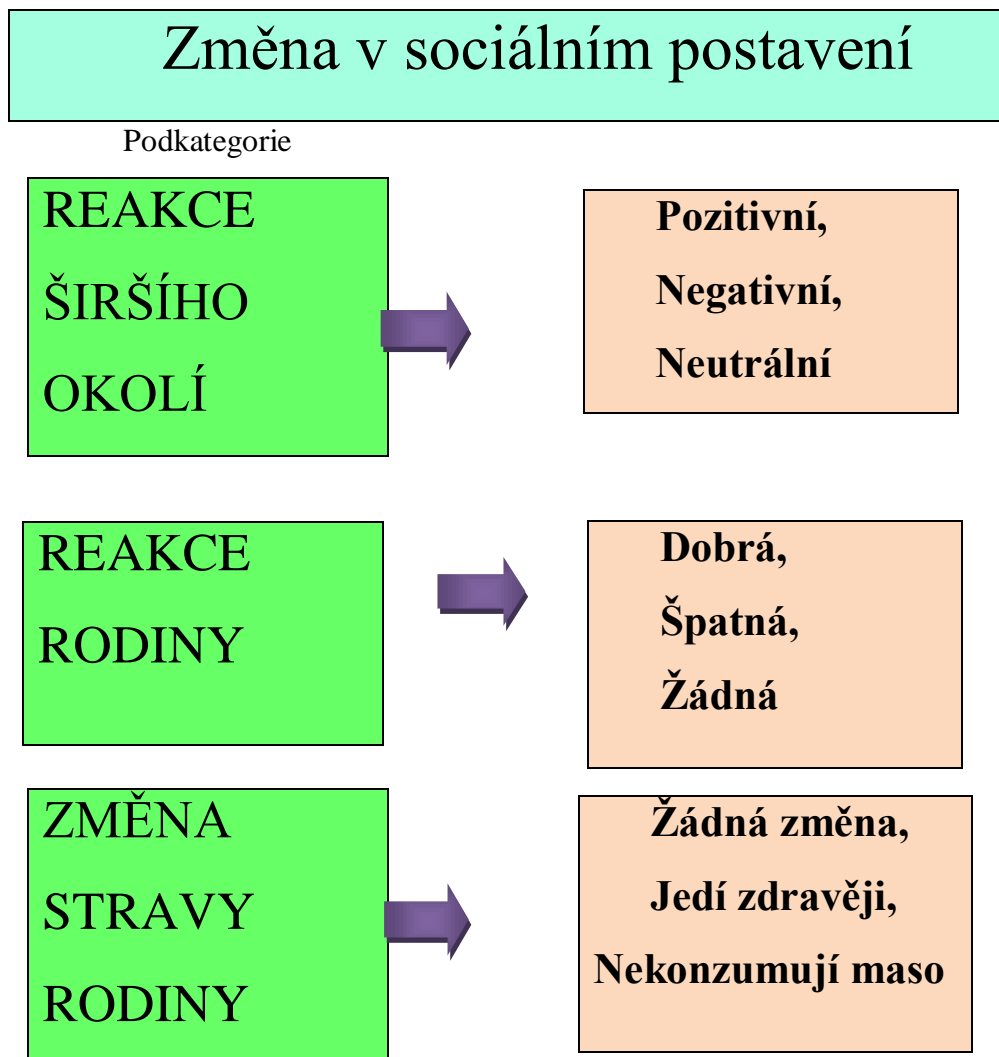 Změna v sociálním postavení
Podkategorie
REAKCE
ŠIRŠÍHO
OKOLÍ
Pozitivní,
Negativní,
Neutrální
REAKCE
RODINY
Dobrá,
Špatná,
Žádná
ZMĚNA
STRAVY
RODINY
Žádná změna,
Jedí zdravěji,
Nekonzumují maso